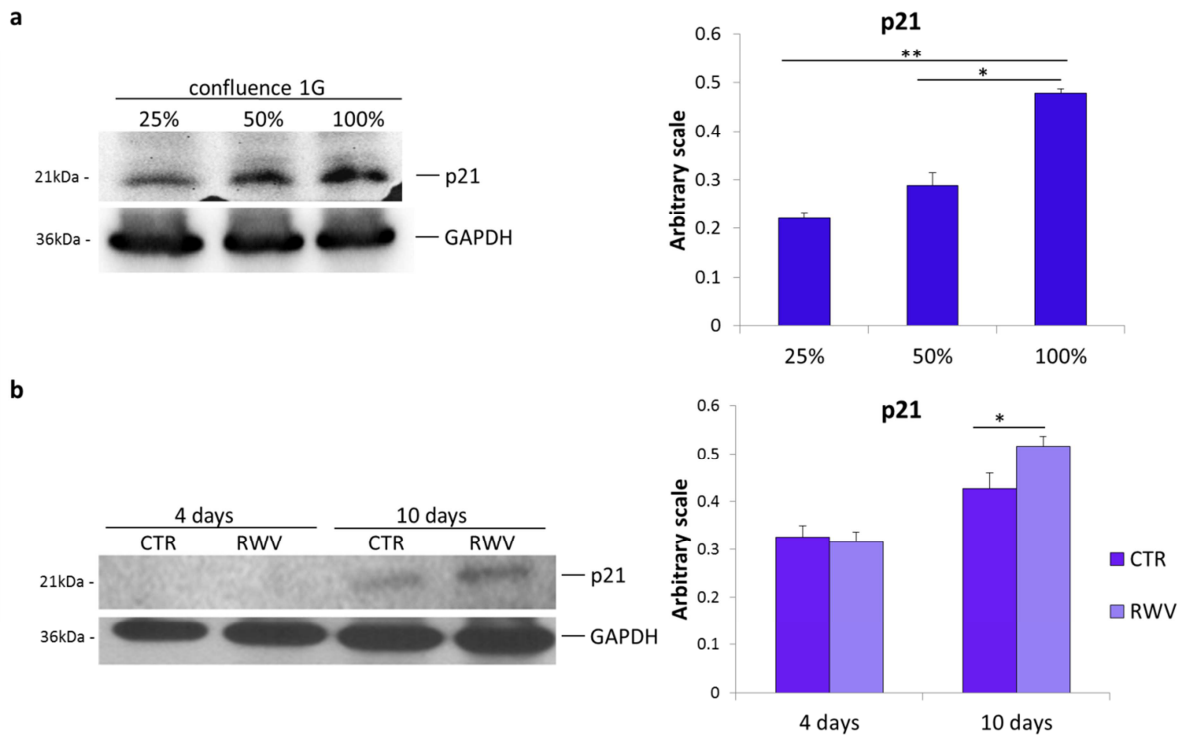 a
confluence 1G
25% 50% 100%
21kDa - p21
36kDa - GAPDH
p21
Arbitrary scale
0.6
0.5
0.4
0.3
0.2
0.1
0
**
*
25% 50% 100%
b
4 days 10 days
CTR RWV CTR RWV
21kDa - p21
36kDa - GAPDH
p21
Arbitrary scale
0.6
0.5
0.4
0.3
0.2
0.1
0
*
4 days 10 days
CTR
RWV